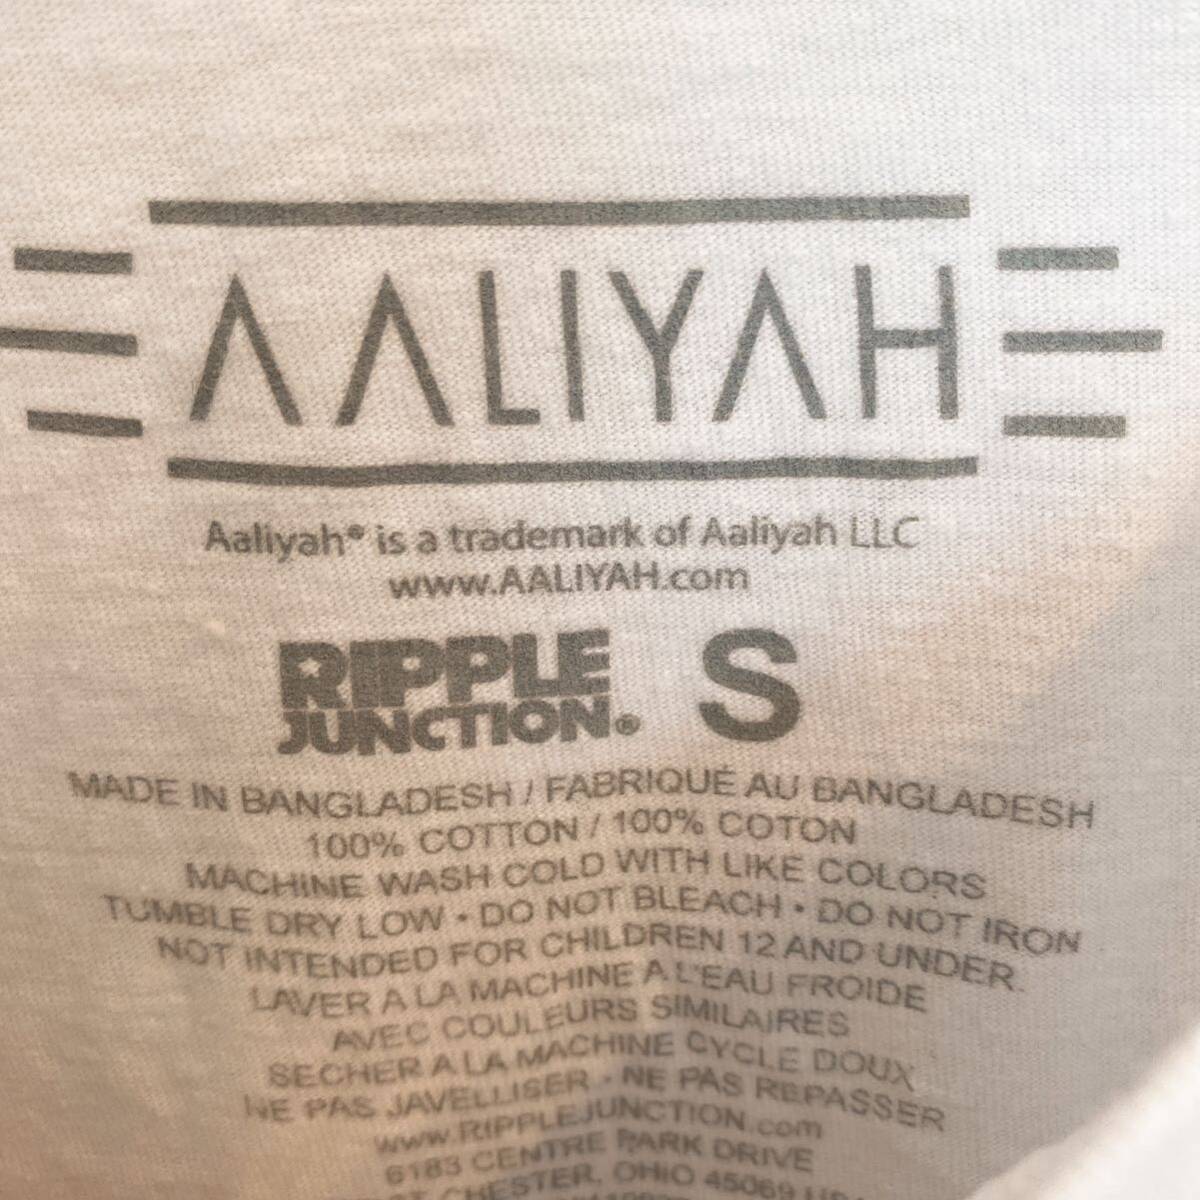 AALIYAH
Aaliyah® is a trademark of Aaliyah LLC
www.AALIYAH.com
RIPPLE JUNCTION® S
MADE IN BANGLADESH / FABRIQUÉ AU BANGLADESH
100% COTTON / 100% COTON
MACHINE WASH COLD WITH LIKE COLORS
TUMBLE DRY LOW • DO NOT BLEACH • DO NOT IRON
NOT INTENDED FOR CHILDREN 12 AND UNDER.
LAVER A LA MACHINE A L'EAU FROIDE
AVEC COULEURS SIMILAIRES
SECHER A LA MACHINE CYCLE DOUX
NE PAS JAVELLISER • NE PAS REPASSER
www.RIPPLEJUNCTION.com
6183 CENTRE PARK DRIVE
CHESTER, OHIO 45069